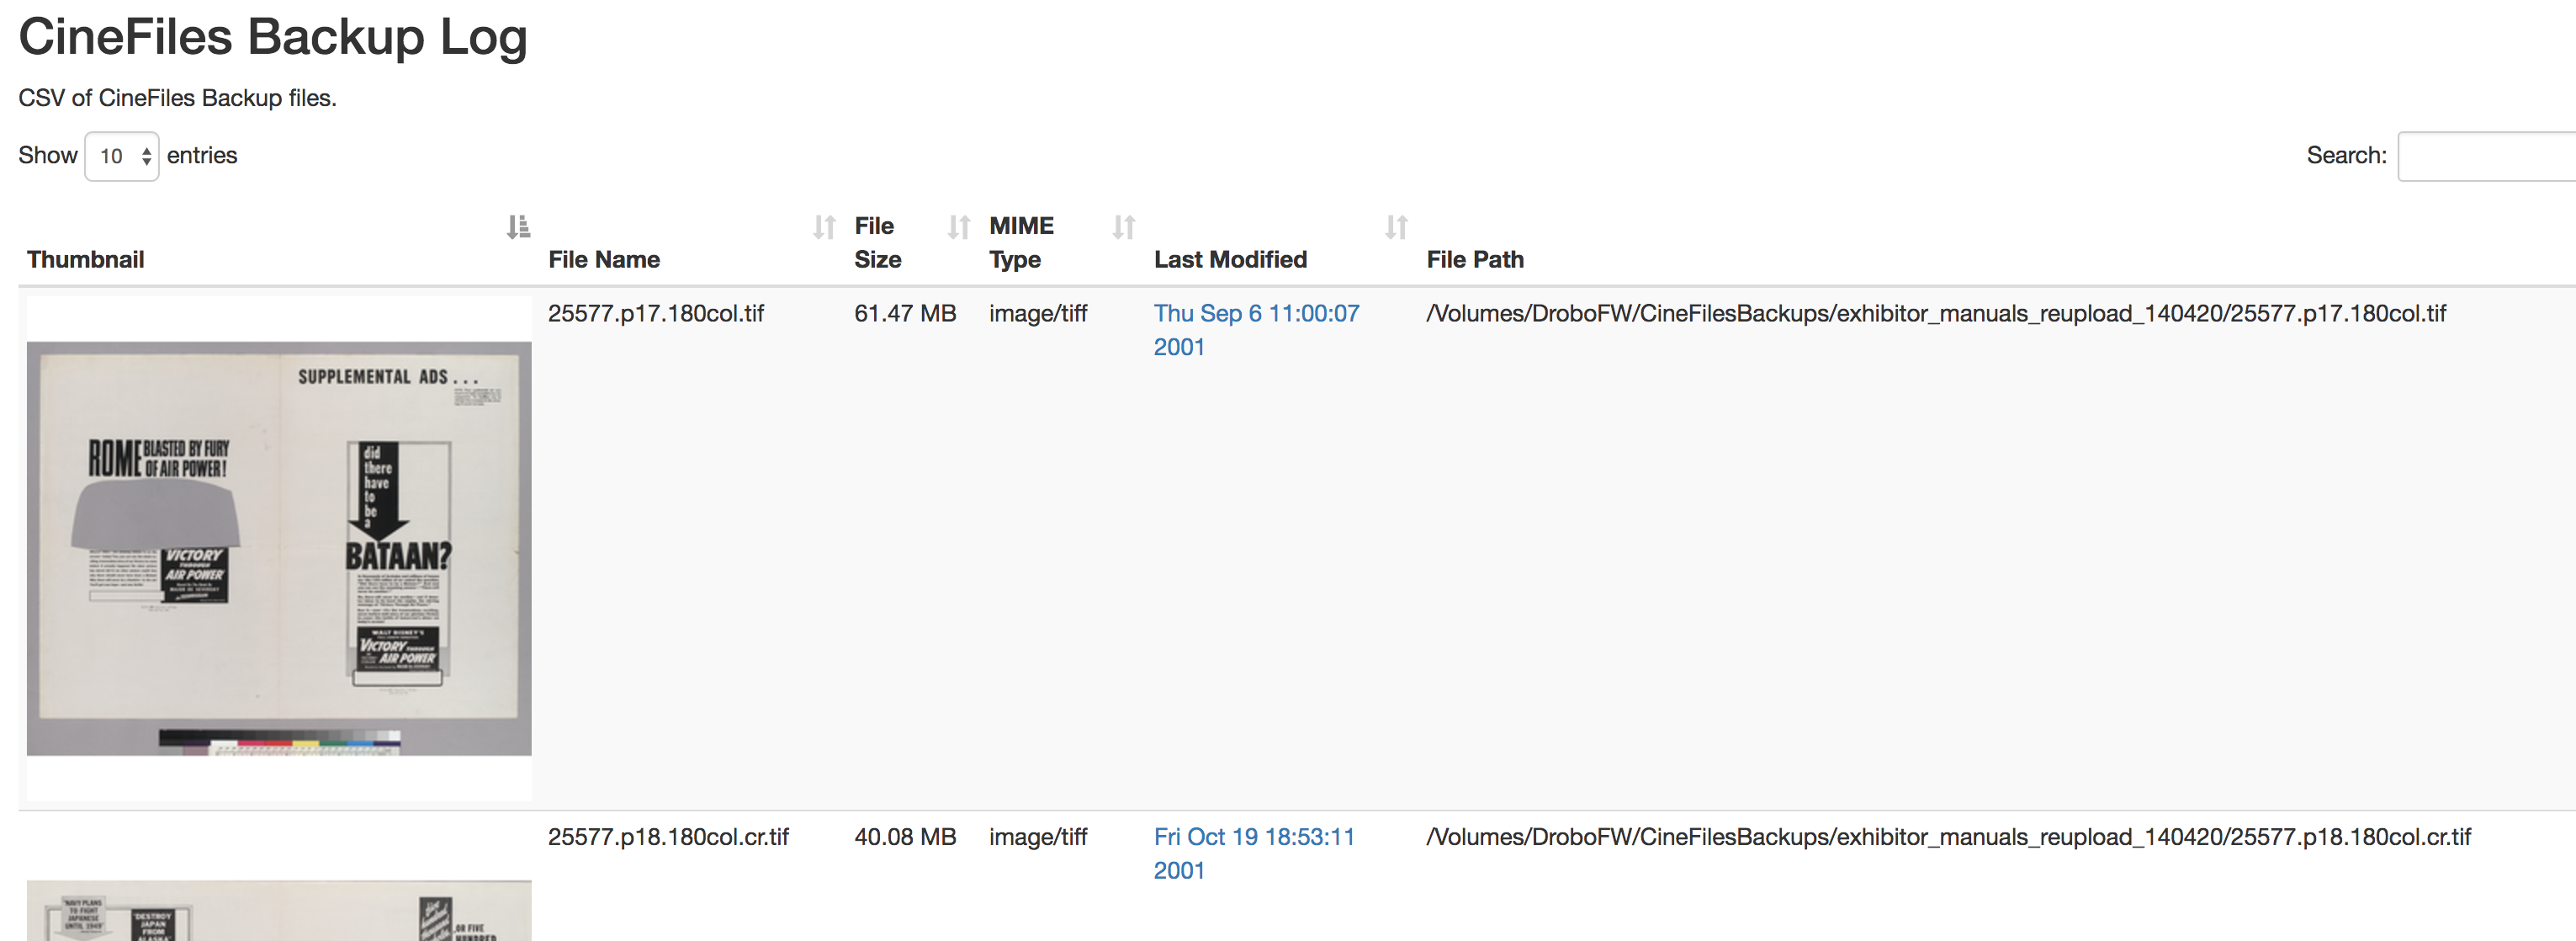 CineFiles Backup Log
CSV of CineFiles Backup files.
Show 10 entries
Search:
Thumbnail
File Name
File
Size
MIME
Type
Last Modified
File Path
25577.p17.180col.tif
61.47 MB
image/tiff
Thu Sep 6 11:00:07
2001
/Volumes/DroboFW/CineFilesBackups/exhibitor_manuals_reupload_140420/25577.p17.180col.tif
SUPPLEMENTAL ADS . . .
ROME BLASTED BY FURY
OF AIR POWER!
VICTORY
THROUGH
AIR POWER
did
there
have
to
be
a
BATAAN?
WALT DISNEY'S
VICTORY THROUGH
AIR POWER
25577.p18.180col.cr.tif
40.08 MB
image/tiff
Fri Oct 19 18:53:11
2001
/Volumes/DroboFW/CineFilesBackups/exhibitor_manuals_reupload_140420/25577.p18.180col.cr.tif
"NAVY PLANS
TO FIGHT
JAPANESE
UNTIL 1949"
"DESTROY
JAPAN
FROM
ALASKA"
OR FIVE
HUNDRED